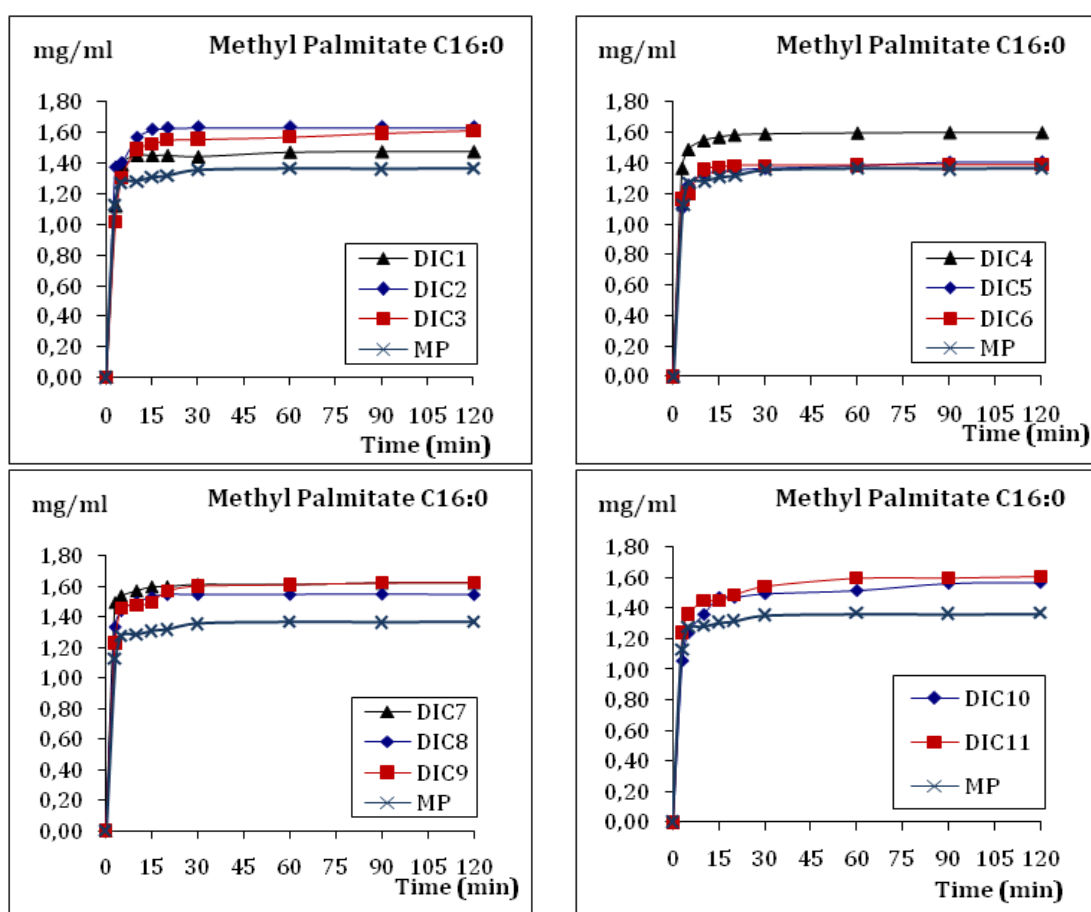 Methyl Palmitate C16:0
mg/ml
1,80
1,60
1,40
1,20
1,00
0,80
0,60
0,40
0,20
0,00
DIC1
DIC2
DIC3
MP
0 15 30 45 60 75 90 105 120
Time (min)
Methyl Palmitate C16:0
mg/ml
1,80
1,60
1,40
1,20
1,00
0,80
0,60
0,40
0,20
0,00
DIC4
DIC5
DIC6
MP
0 15 30 45 60 75 90 105 120
Time (min)
Methyl Palmitate C16:0
mg/ml
1,80
1,60
1,40
1,20
1,00
0,80
0,60
0,40
0,20
0,00
DIC7
DIC8
DIC9
MP
0 15 30 45 60 75 90 105 120
Time (min)
Methyl Palmitate C16:0
mg/ml
1,80
1,60
1,40
1,20
1,00
0,80
0,60
0,40
0,20
0,00
DIC10
DIC11
MP
0 15 30 45 60 75 90 105 120
Time (min)